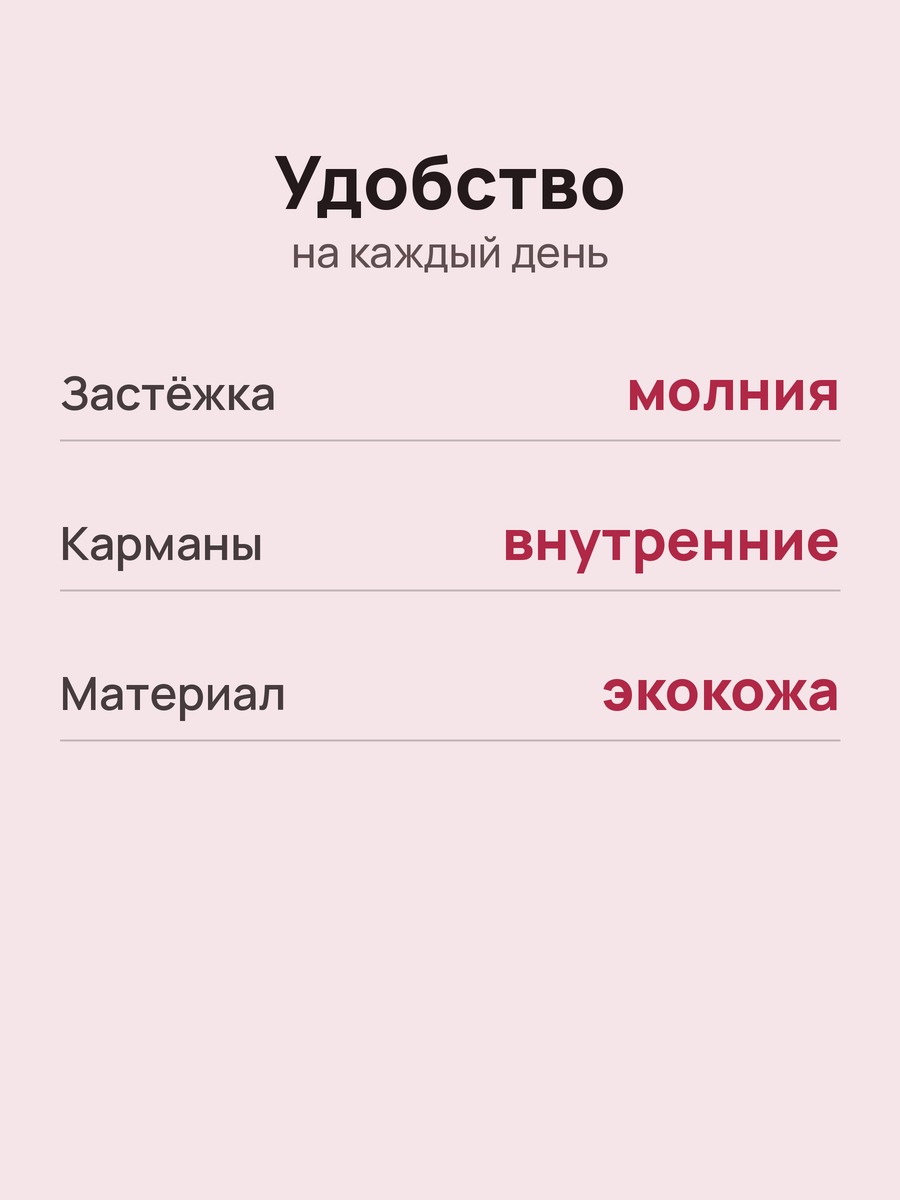 Удобство
на каждый день
Застёжка молния
Карманы внутренние
Материал экокожа